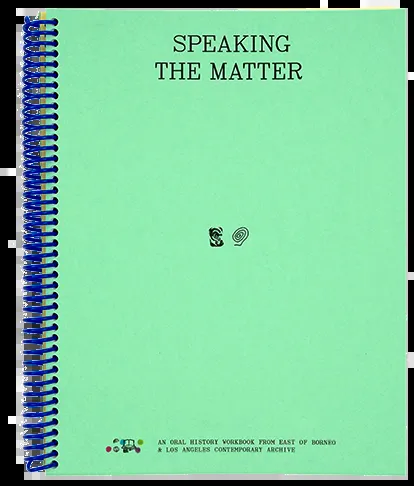 SPEAKING
THE MATTER
AN ORAL HISTORY WORKBOOK FROM EAST OF BORNEO
& LOS ANGELES CONTEMPORARY ARCHIVE